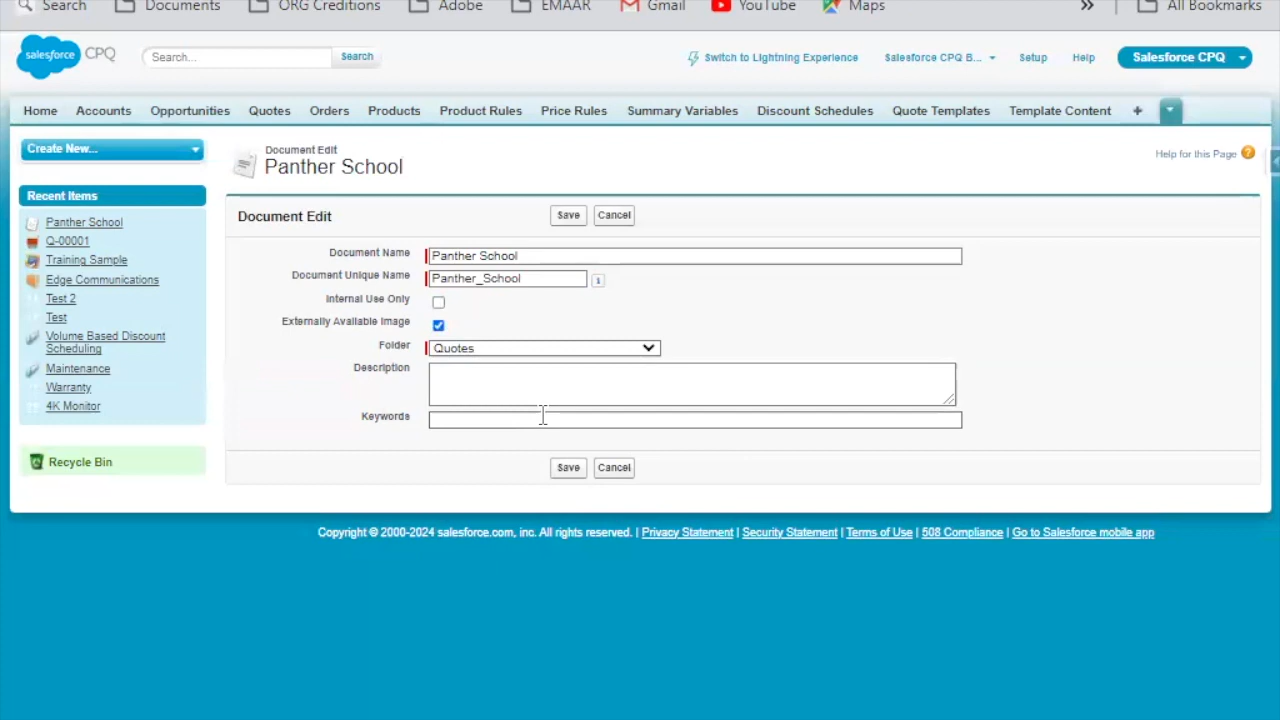 Search Documents ORG Creditions Adobe EMAAR Gmail YouTube Maps » All Bookmarks
salesforce CPQ Search... Search Switch to Lightning Experience Salesforce CPQ B... Setup Help Salesforce CPQ
Home Accounts Opportunities Quotes Orders Products Product Rules Price Rules Summary Variables Discount Schedules Quote Templates Template Content +
Create New...
Recent Items
Panther School
Q-00001
Training Sample
Edge Communications
Test 2
Test
Volume Based Discount
Scheduling
Maintenance
Warranty
4K Monitor
Recycle Bin
Document Edit
Panther School
Help for this Page ?
Document Edit Save Cancel
Document Name Panther School
Document Unique Name Panther_School i
Internal Use Only
Externally Available Image
Folder Quotes
Description
Keywords
Save Cancel
Copyright © 2000-2024 salesforce.com, inc. All rights reserved. | Privacy Statement | Security Statement | Terms of Use | 508 Compliance | Go to Salesforce mobile app